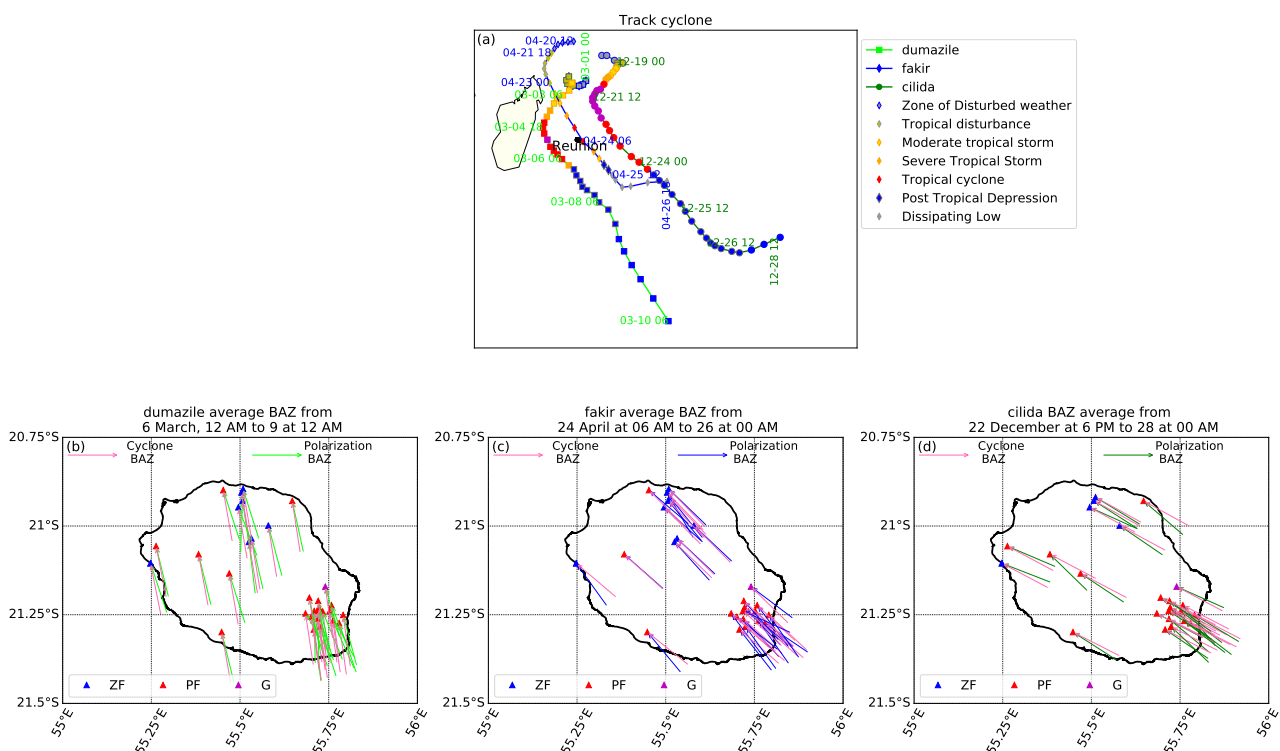 Track cyclone
(a)
04-20 12
04-21 18
03-01 00
12-19 00
04-23 00
03-03 06
12-21 12
03-04 18
04-24 06
Reunion
03-06 06
12-24 00
04-25 12
03-08 06
04-26 18
12-25 12
12-26 12
12-28 12
03-10 06
dumazile
fakir
cilida
Zone of Disturbed weather
Tropical disturbance
Moderate tropical storm
Severe Tropical Storm
Tropical cyclone
Post Tropical Depression
Dissipating Low
dumazile average BAZ from
6 March, 12 AM to 9 at 12 AM
(b)
Cyclone
BAZ
Polarization
BAZ
20.75°S
21°S
21.25°S
21.5°S
ZF
PF
G
55°E
55.25°E
55.5°E
55.75°E
56°E
fakir average BAZ from
24 April at 06 AM to 26 at 00 AM
(c)
Cyclone
BAZ
Polarization
BAZ
20.75°S
21°S
21.25°S
21.5°S
ZF
PF
G
55°E
55.25°E
55.5°E
55.75°E
56°E
cilida BAZ average from
22 December at 6 PM to 28 at 00 AM
(d)
Cyclone
BAZ
Polarization
BAZ
20.75°S
21°S
21.25°S
21.5°S
ZF
PF
G
55°E
55.25°E
55.5°E
55.75°E
56°E